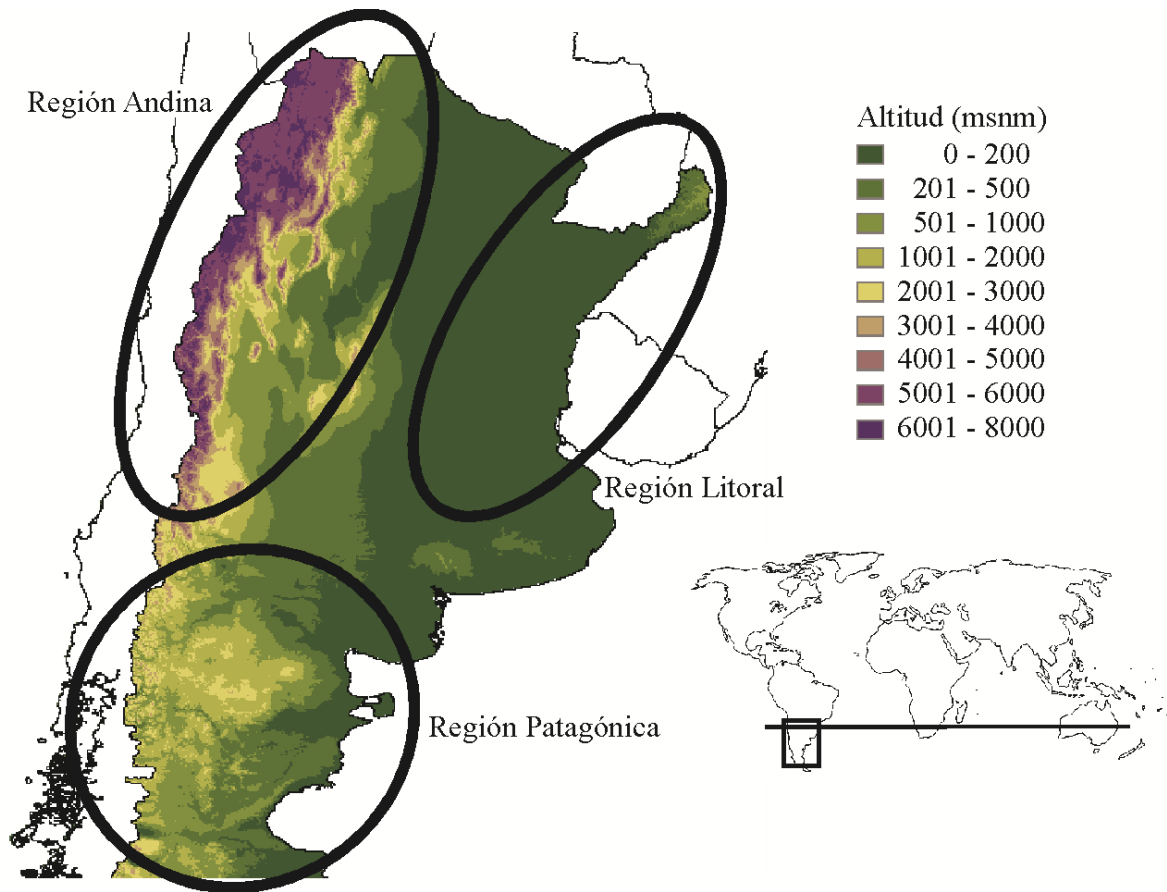 Región Andina
Altitud (msnm)
0 - 200
201 - 500
501 - 1000
1001 - 2000
2001 - 3000
3001 - 4000
4001 - 5000
5001 - 6000
6001 - 8000
Región Litoral
Región Patagónica